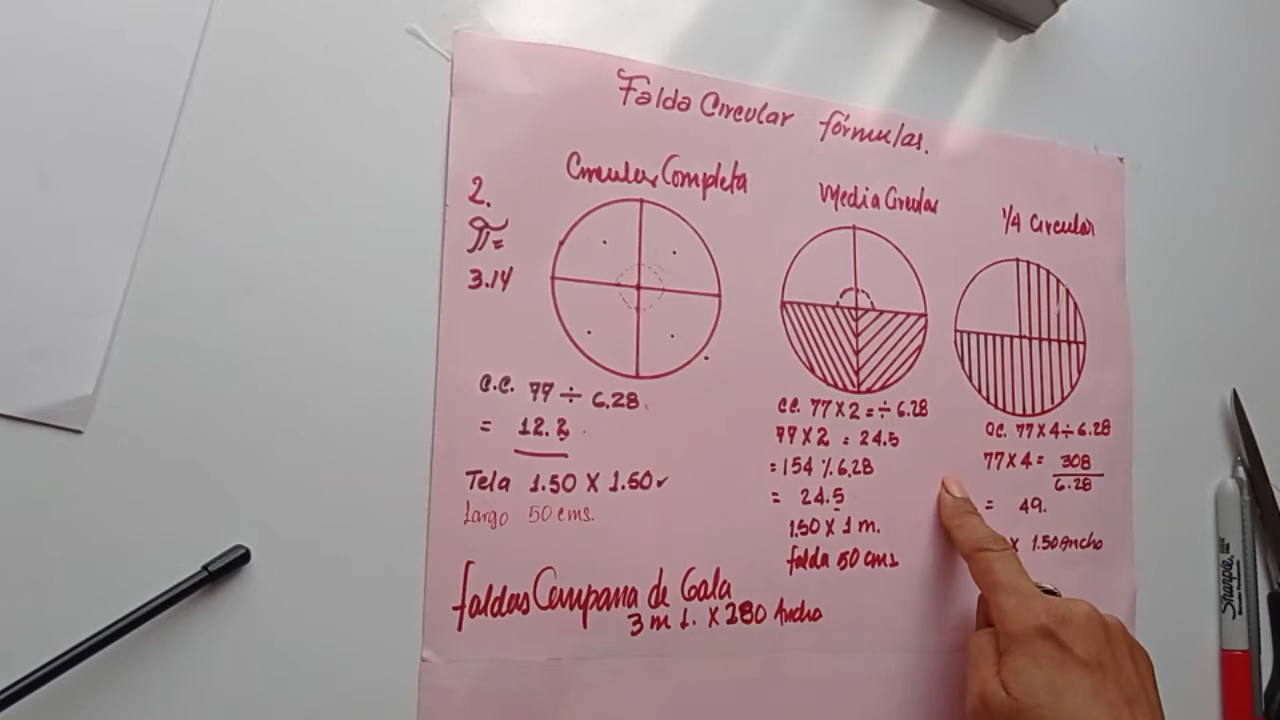 Falda Circular fórmulas.
Circular Completa
2.
π=
3.14
C.C. 77 ÷ 6.28
= 12.2
Tela 1.50 X 1.50
Largo 50 cms.
Media Circular
CC. 77 X 2 = ÷ 6.28
77 X 2 = 24.5
= 154 % 6.28
= 24.5
1.50 X 1 m.
falda 50 cms
1/4 Circular
CC. 77 X 4 ÷ 6.28
77 X 4 = 308
6.28
= 49.
X 1.50 Ancho
faldas Campana de Gala
3 m L. X 280 Ancho
Sharpie